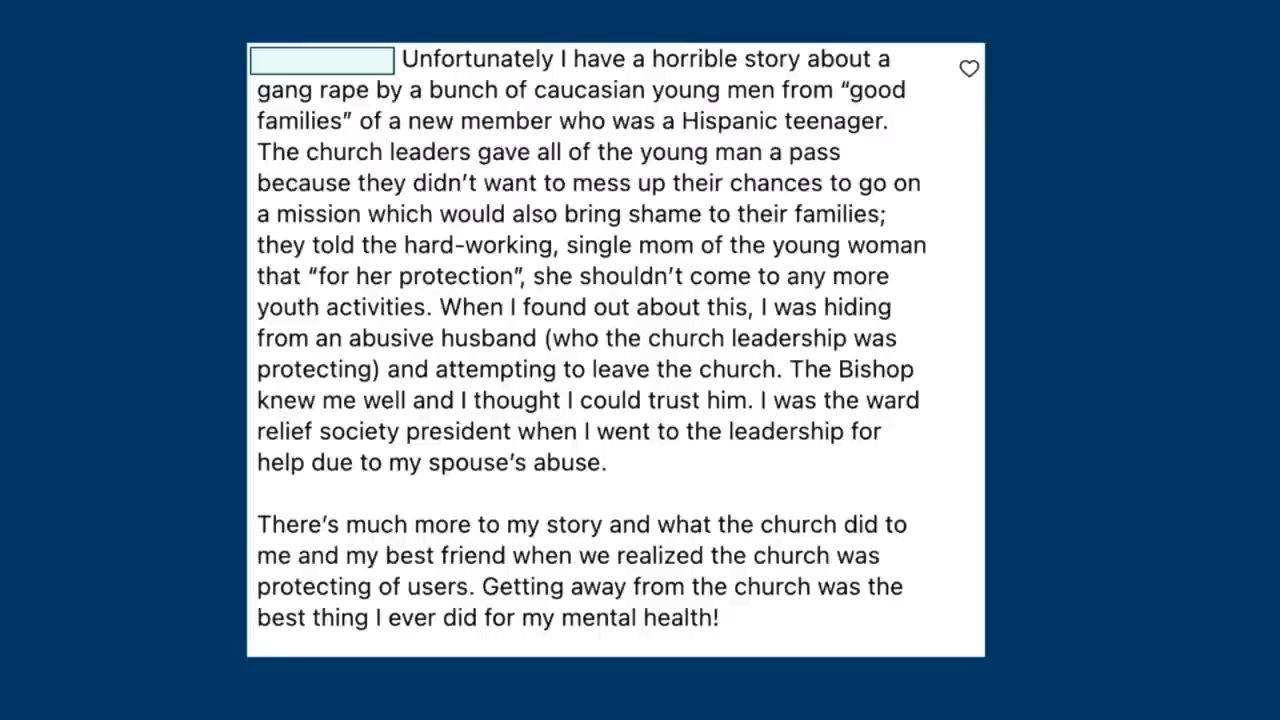 Unfortunately I have a horrible story about a
gang rape by a bunch of caucasian young men from “good
families” of a new member who was a Hispanic teenager.
The church leaders gave all of the young man a pass
because they didn’t want to mess up their chances to go on
a mission which would also bring shame to their families;
they told the hard-working, single mom of the young woman
that “for her protection”, she shouldn’t come to any more
youth activities. When I found out about this, I was hiding
from an abusive husband (who the church leadership was
protecting) and attempting to leave the church. The Bishop
knew me well and I thought I could trust him. I was the ward
relief society president when I went to the leadership for
help due to my spouse’s abuse.
There’s much more to my story and what the church did to
me and my best friend when we realized the church was
protecting of users. Getting away from the church was the
best thing I ever did for my mental health!